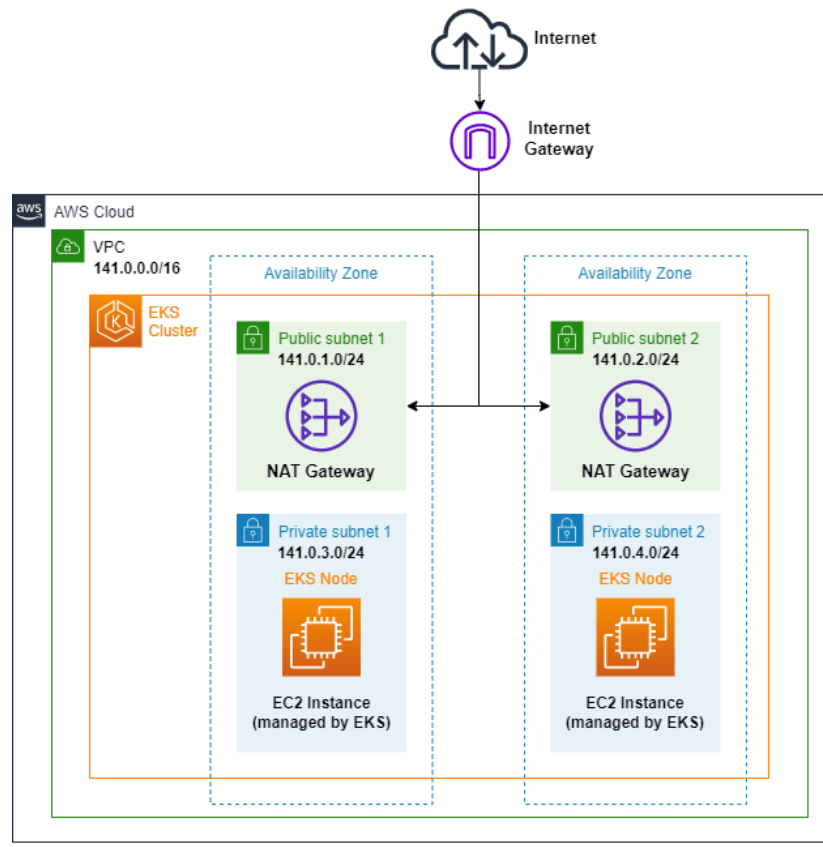 Internet
Internet
Gateway
aws
AWS Cloud
VPC
141.0.0.0/16
Availability Zone
Availability Zone
EKS
Cluster
K
Public subnet 1
141.0.1.0/24
NAT Gateway
Public subnet 2
141.0.2.0/24
NAT Gateway
Private subnet 1
141.0.3.0/24
EKS Node
EC2 Instance
(managed by EKS)
Private subnet 2
141.0.4.0/24
EKS Node
EC2 Instance
(managed by EKS)